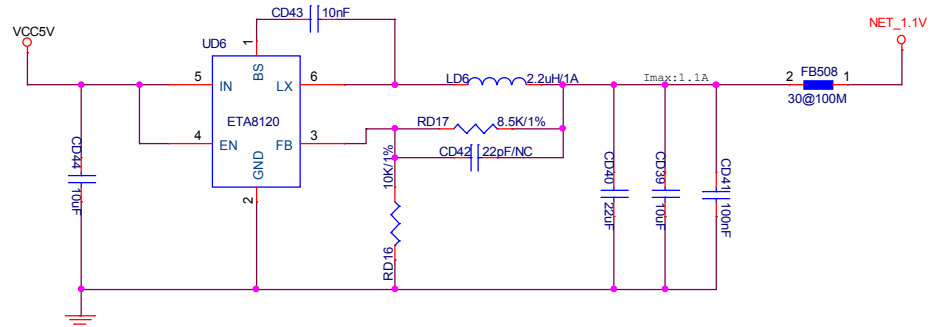 CD43
10nF
NET_1.1V
VCC5V
UD6
1
BS
5
IN
LX
6
LD6
2.2uH/1A
Imax:1.1A
2
FB508
1
30@100M
ETA8120
RD17
8.5K/1%
4
EN
FB
3
CD42
22pF/NC
GND
2
CD44
10uF
10K/1%
RD16
CD40
22uF
CD39
10uF
CD41
100nF